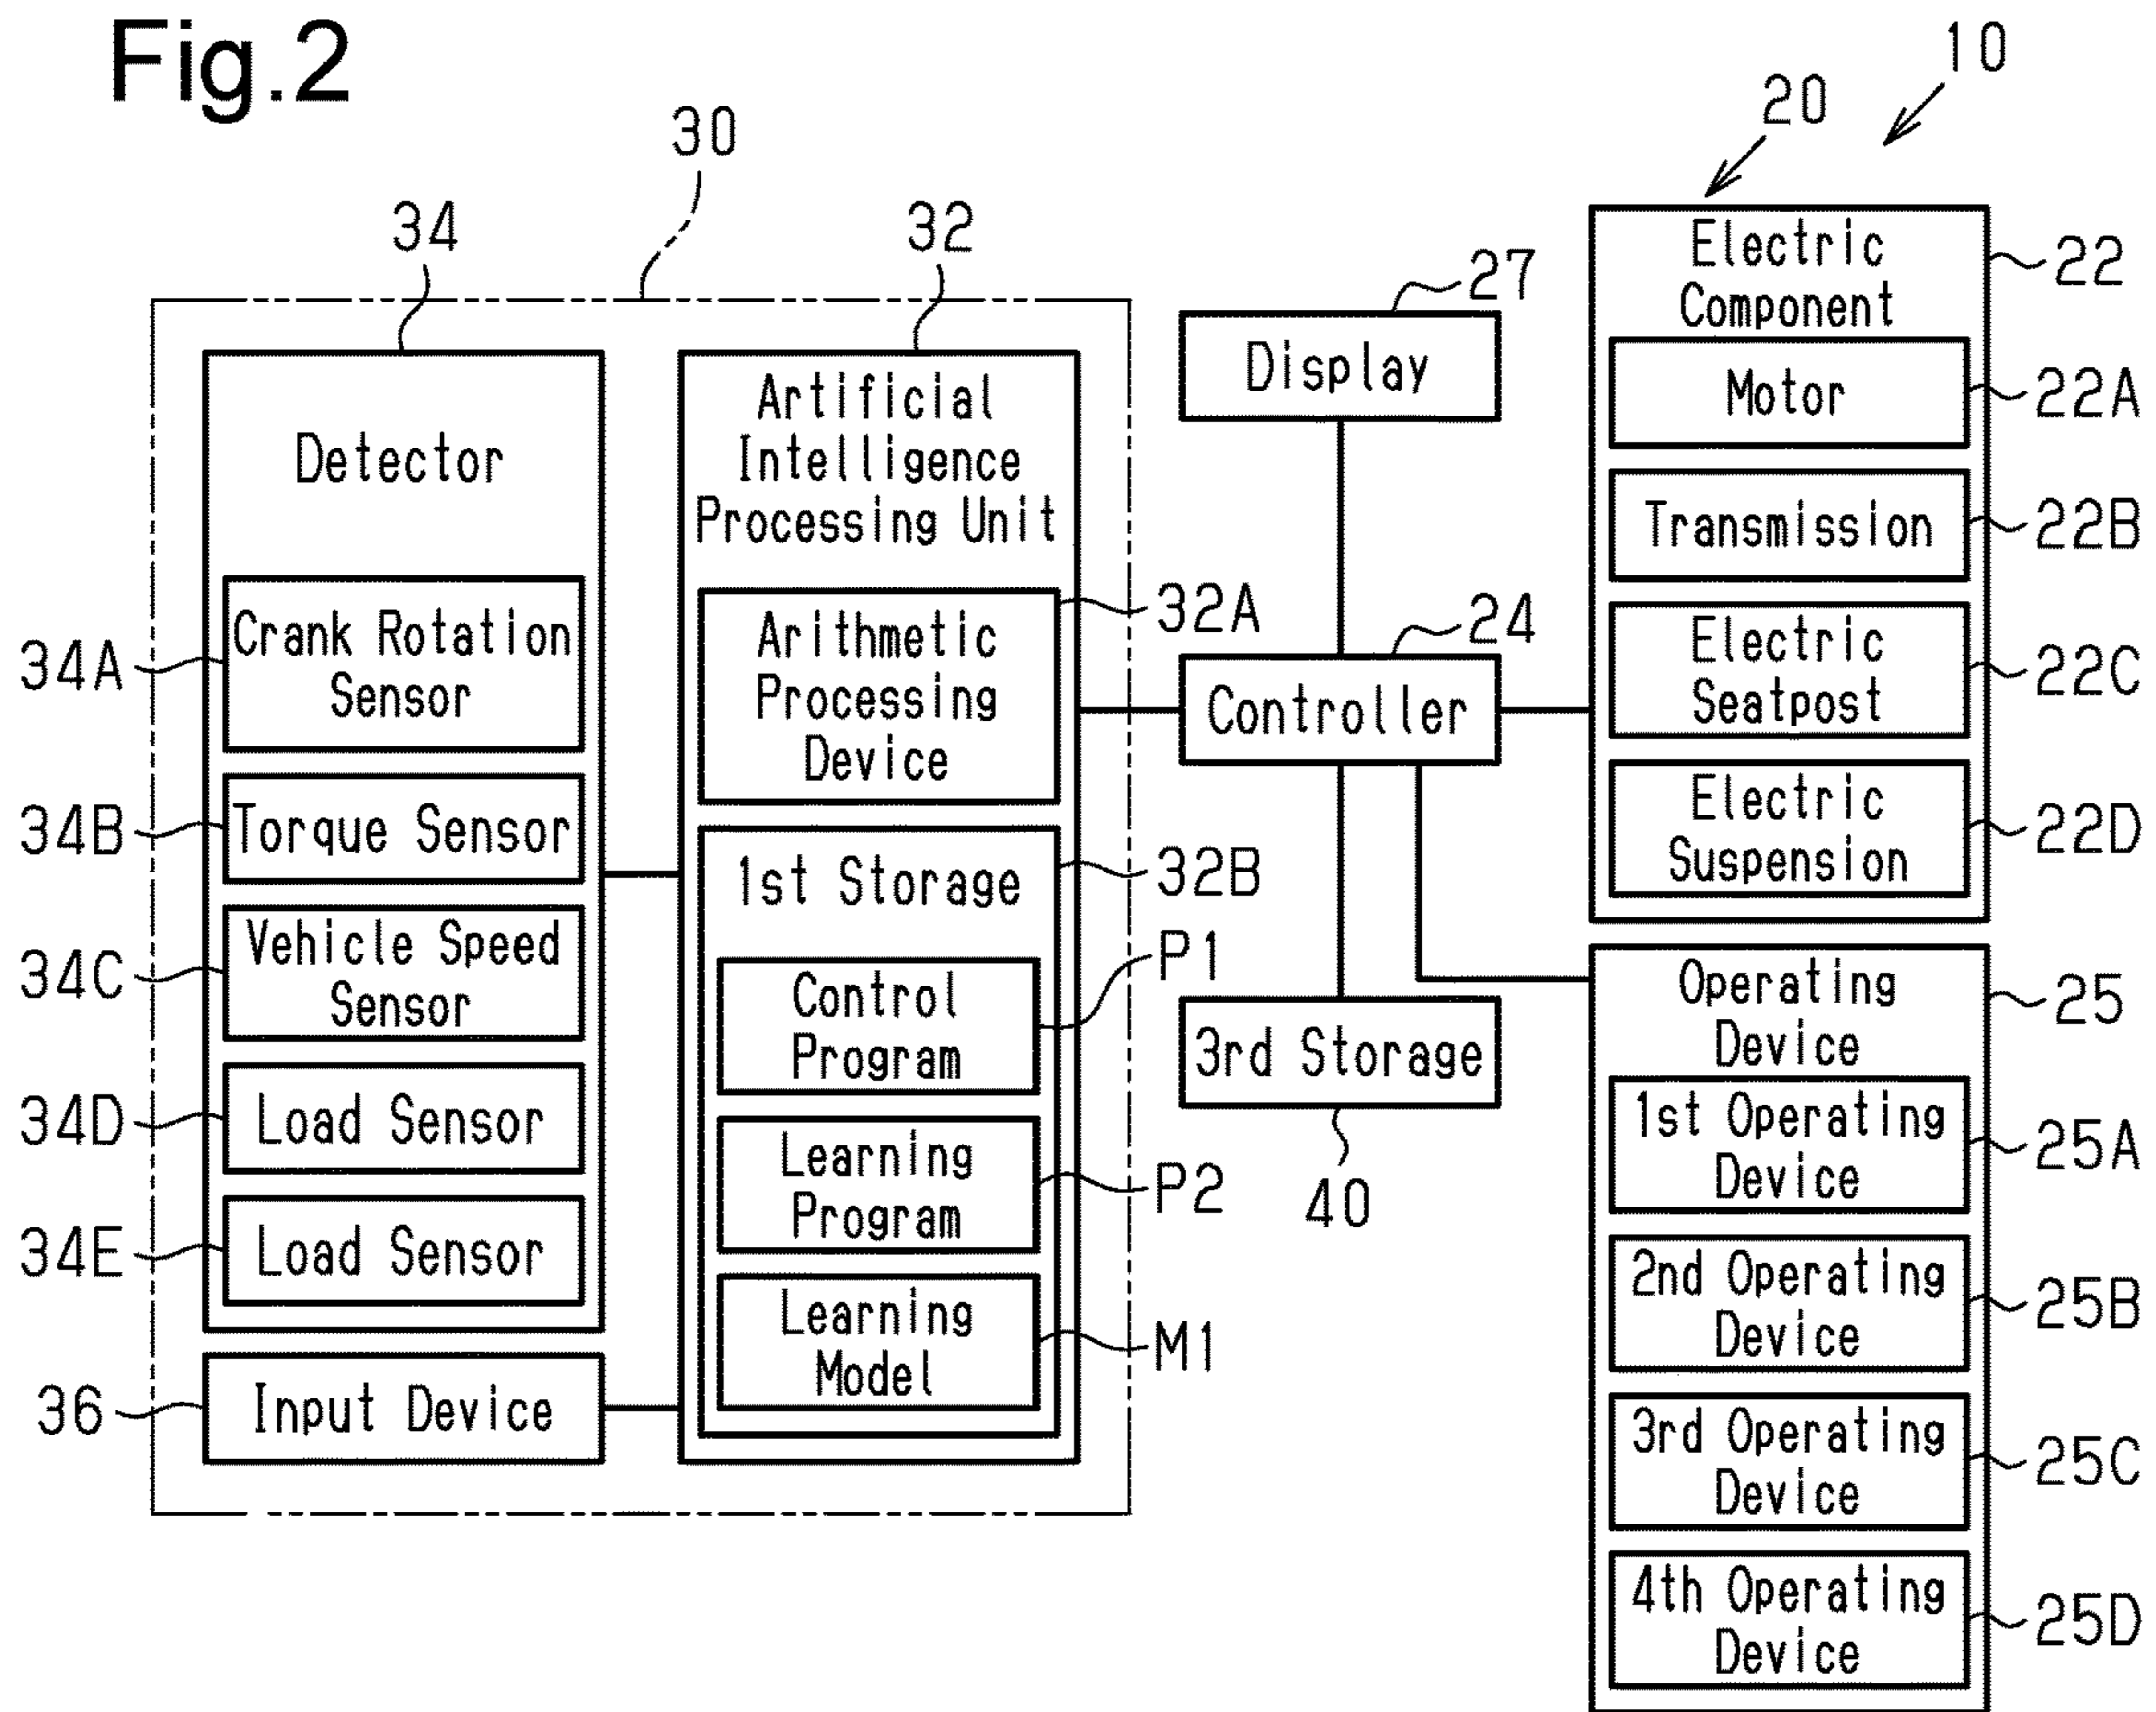 Fig.2
10
20
30
34
32
Detector
Crank Rotation
Sensor
34A
Torque Sensor
34B
Vehicle Speed
Sensor
34C
Load Sensor
34D
Load Sensor
34E
Input Device
36
Artificial
Intelligence
Processing Unit
Arithmetic
Processing
Device
32A
1st Storage
32B
Control
Program
P1
Learning
Program
P2
Learning
Model
M1
27
Display
24
Controller
3rd Storage
40
Electric
Component
22
Motor
22A
Transmission
22B
Electric
Seatpost
22C
Electric
Suspension
22D
Operating
Device
25
1st Operating
Device
25A
2nd Operating
Device
25B
3rd Operating
Device
25C
4th Operating
Device
25D